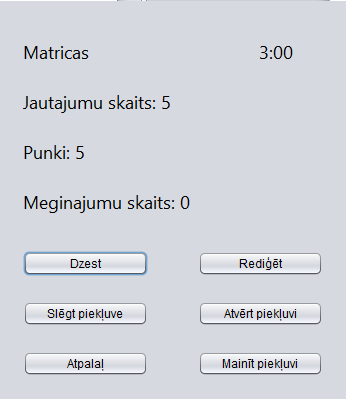 Matricas 3:00
Jautajumu skaits: 5
Punki: 5
Meginajumu skaits: 0
Dzest Rediģēt
Slēgt piekļuve Atvērt piekļuvi
Atpalaļ Mainīt piekļuvi